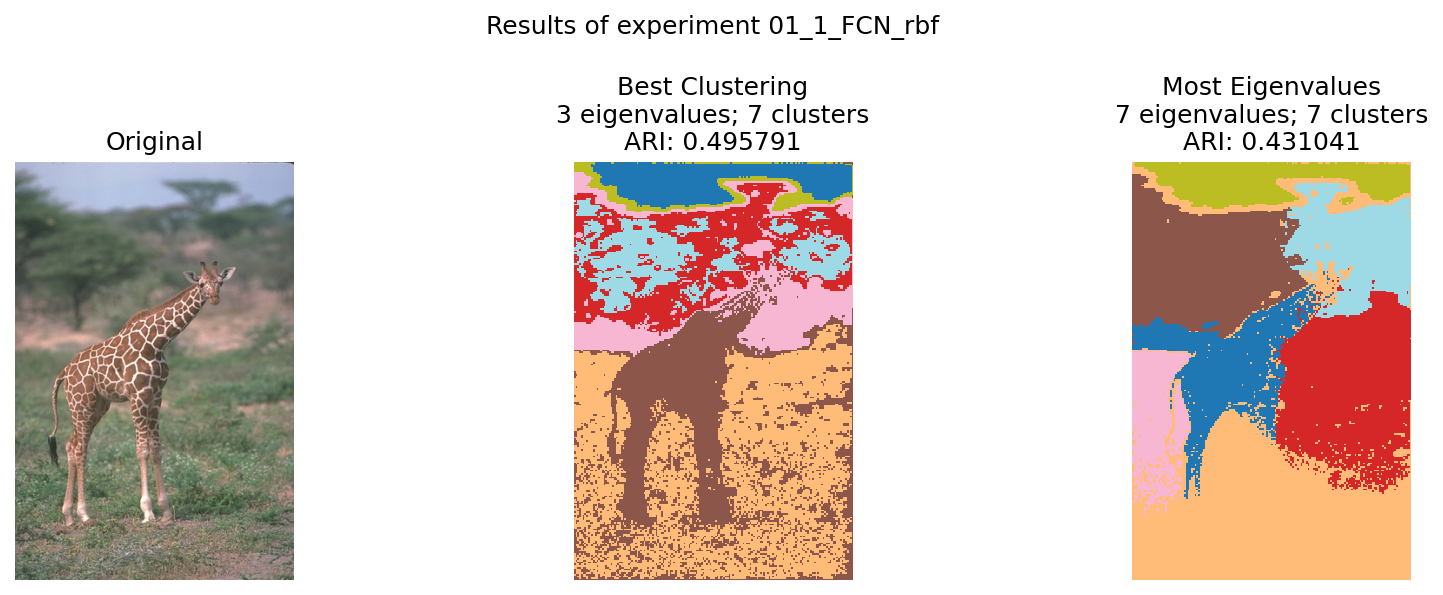 Results of experiment 01_1_FCN_rbf
Original
Best Clustering
3 eigenvalues; 7 clusters
ARI: 0.495791
Most Eigenvalues
7 eigenvalues; 7 clusters
ARI: 0.431041